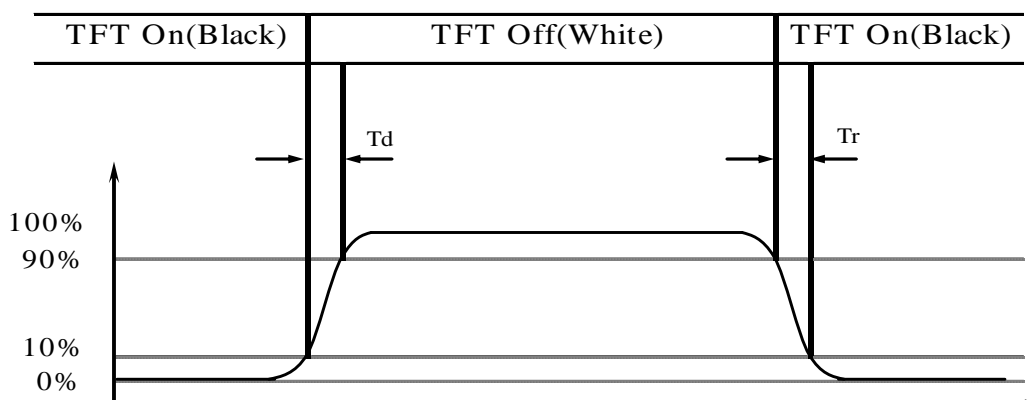 TFT On(Black) TFT Off(White) TFT On(Black)
Td Tr
100%
90%
10%
0%